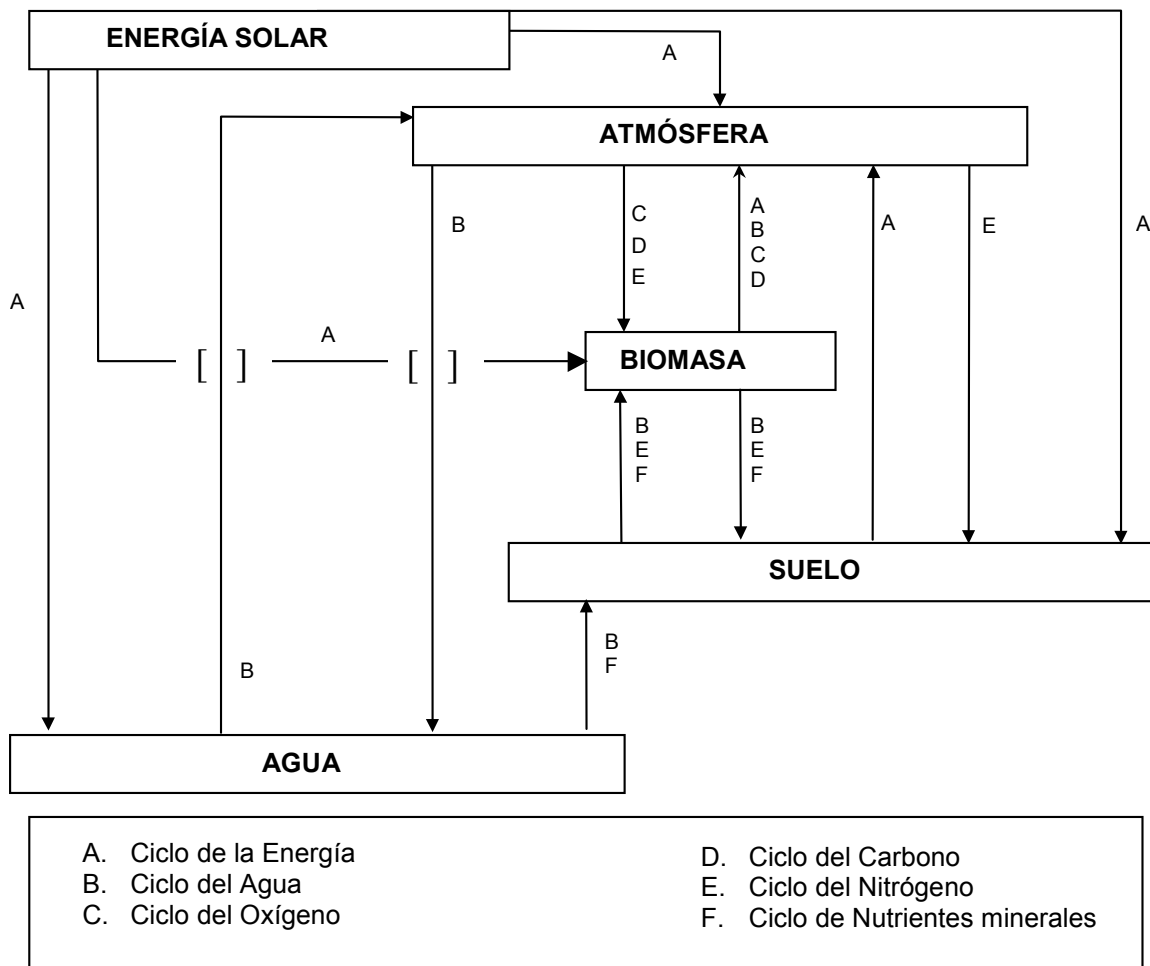 ENERGÍA SOLAR
A
ATMÓSFERA
B
C
D
E
A
B
C
D
A
E
A
A
A
[ ]
[ ]
BIOMASA
B
E
F
B
E
F
SUELO
B
F
B
AGUA
A. Ciclo de la Energía
B. Ciclo del Agua
C. Ciclo del Oxígeno
D. Ciclo del Carbono
E. Ciclo del Nitrógeno
F. Ciclo de Nutrientes minerales